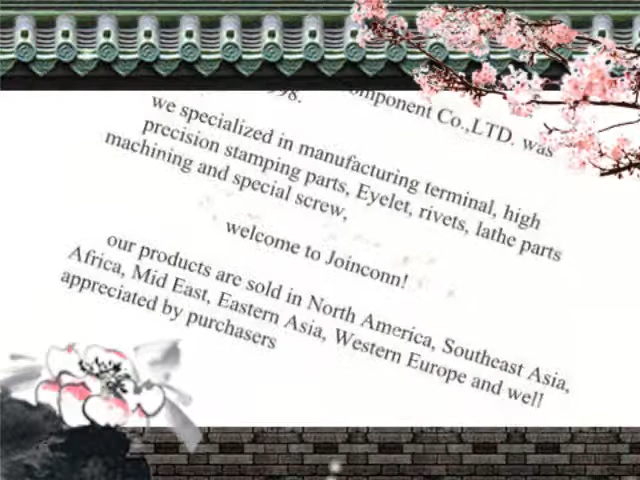 omponent Co.,LTD. was
98.
we specialized in manufacturing terminal, high
precision stamping parts, Eyelet, rivets, lathe parts
machining and special screw,
welcome to Joinconn!
our products are sold in North America, Southeast Asia,
Africa, Mid East, Eastern Asia, Western Europe and well
appreciated by purchasers